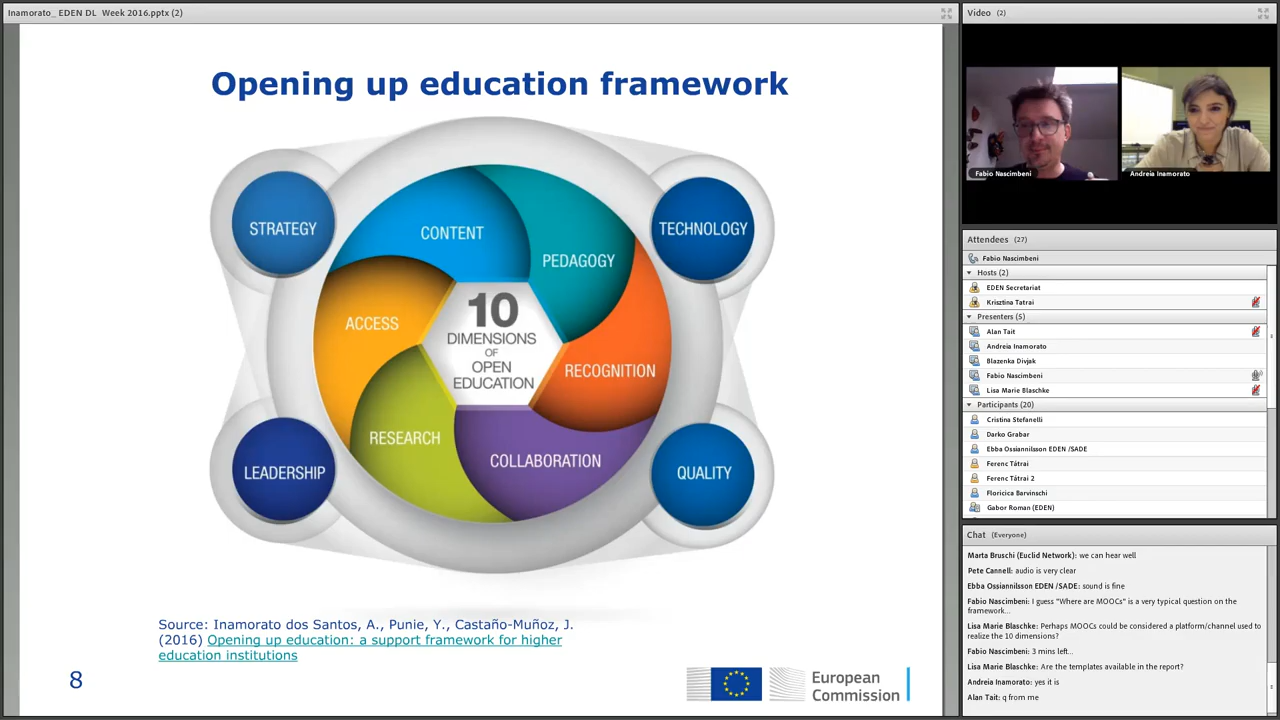 Inamorato_ EDEN DL  Week 2016.pptx (2)
Opening up education framework
STRATEGY
CONTENT
PEDAGOGY
TECHNOLOGY
ACCESS
10
DIMENSIONS
OF
OPEN
EDUCATION
RECOGNITION
RESEARCH
COLLABORATION
LEADERSHIP
QUALITY
Source: Inamorato dos Santos, A., Punie, Y., Castaño-Muñoz, J.
(2016) Opening up education: a support framework for higher
education institutions
8
European
Commission
Video (2)
Fabio Nascimbeni
Andreia Inamorato
Attendees (27)
Fabio Nascimbeni
Hosts (2)
EDEN Secretariat
Krisztina Tatrai
Presenters (5)
Alan Tait
Andreia Inamorato
Blazenka Divjak
Fabio Nascimbeni
Lisa Marie Blaschke
Participants (20)
Cristina Stefanelli
Darko Grabar
Ebba Ossiannilsson EDEN /SADE
Ferenc Tátrai
Ferenc Tátrai 2
Floricica Barvinschi
Gabor Roman (EDEN)
Chat (Everyone)
Marta Bruschi (Euclid Network): we can hear well
Pete Cannell: audio is very clear
Ebba Ossiannilsson EDEN /SADE: sound is fine
Fabio Nascimbeni: I guess "Where are MOOCs" is a very typical question on the
framework...
Lisa Marie Blaschke: Perhaps MOOCs could be considered a platform/channel used to
realize the 10 dimensions?
Fabio Nascimbeni: 3 mins left...
Lisa Marie Blaschke: Are the templates available in the report?
Andreia Inamorato: yes it is
Alan Tait: q from me